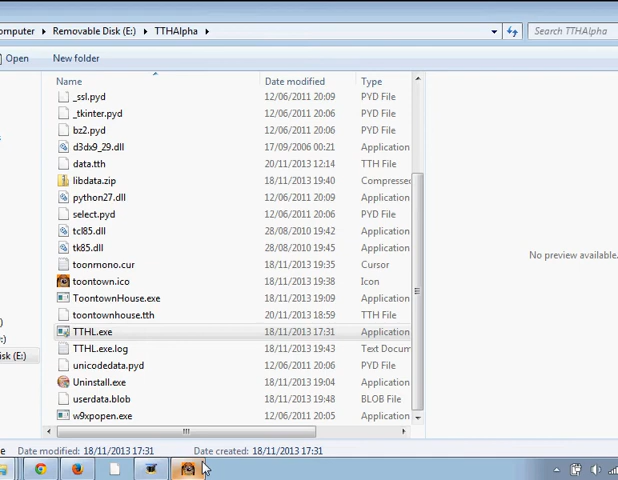 omputer ▸ Removable Disk (E:) ▸ TTHAlpha ▸ Search TTHAlpha
Open New folder
Name Date modified Type
_ssl.pyd 12/06/2011 20:09 PYD File
_tkinter.pyd 12/06/2011 20:09 PYD File
bz2.pyd 12/06/2011 20:06 PYD File
d3dx9_29.dll 17/09/2006 00:21 Application
data.tth 20/11/2013 12:14 TTH File
libdata.zip 18/11/2013 19:40 Compresse
python27.dll 12/06/2011 20:06 Application
select.pyd 12/06/2011 20:06 PYD File
tcl85.dll 28/08/2010 19:42 Application
tk85.dll 28/08/2010 19:45 Application
toonmono.cur 18/11/2013 19:35 Cursor
toontown.ico 18/11/2013 19:38 Icon
ToontownHouse.exe 18/11/2013 19:36 Application
toontownhouse.tth 20/11/2013 18:59 TTH File
TTHL.exe 18/11/2013 17:31 Application
TTHL.exe.log 18/11/2013 19:43 Text Docum
unicodedata.pyd 12/06/2011 20:06 PYD File
Uninstall.exe 18/11/2013 19:04 Application
userdata.blob 18/11/2013 19:48 BLOB File
w9xpopen.exe 12/06/2011 20:05 Application
No preview available.
:)
:)
isk (E:)
e Date modified: 18/11/2013 17:31 Date created: 18/11/2013 17:31